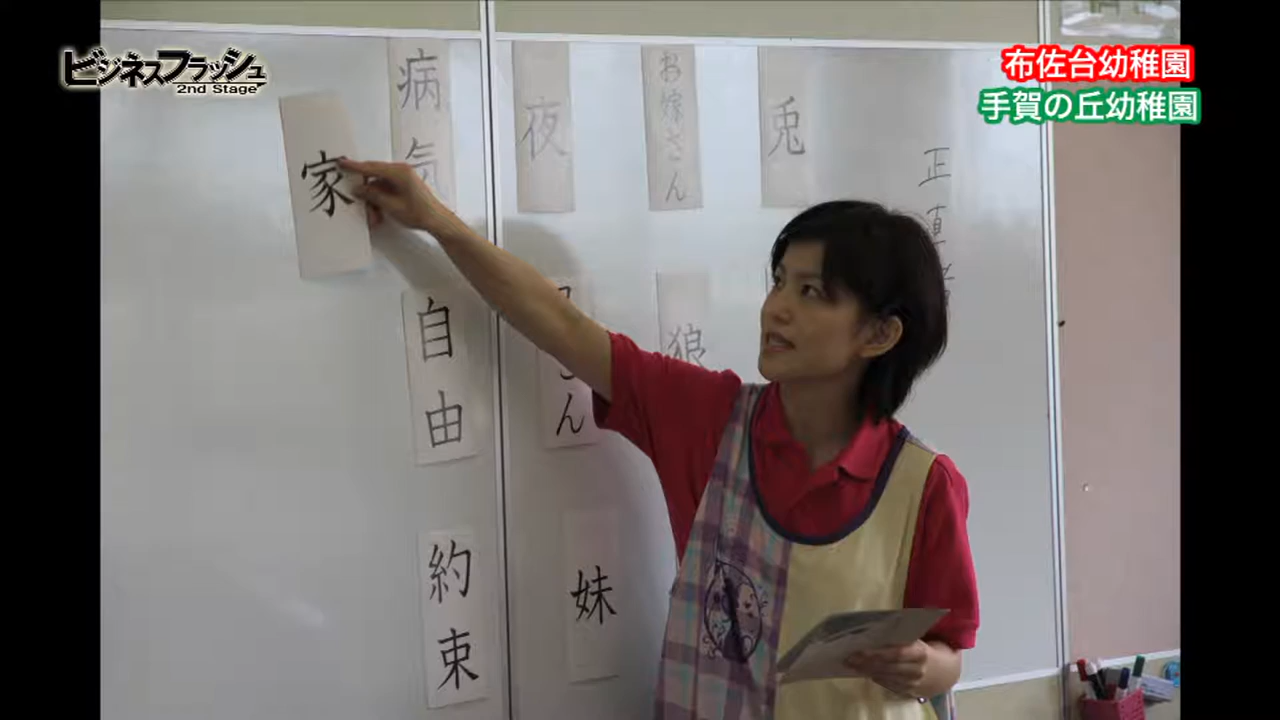 ビジネスフラッシュ
2nd Stage
布佐台幼稚園
手賀の丘幼稚園
正直者
兎
お嫁さん
狼
夜
ん
妹
病気
自由
約束
家